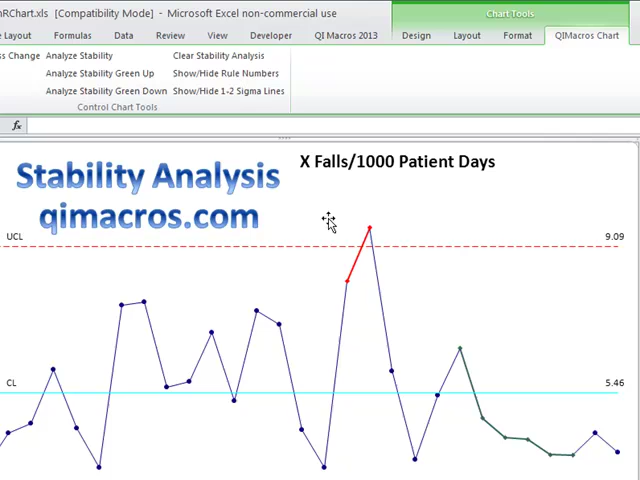 nRChart.xls [Compatibility Mode] - Microsoft Excel non-commercial use
Chart Tools
Layout Formulas Data Review View Developer QI Macros 2013 Design Layout Format QIMacros Chart
Change Analyze Stability Clear Stability Analysis
Analyze Stability Green Up Show/Hide Rule Numbers
Analyze Stability Green Down Show/Hide 1-2 Sigma Lines
Control Chart Tools
fx
Stability Analysis
qimacros.com
X Falls/1000 Patient Days
UCL 9.09
CL 5.46